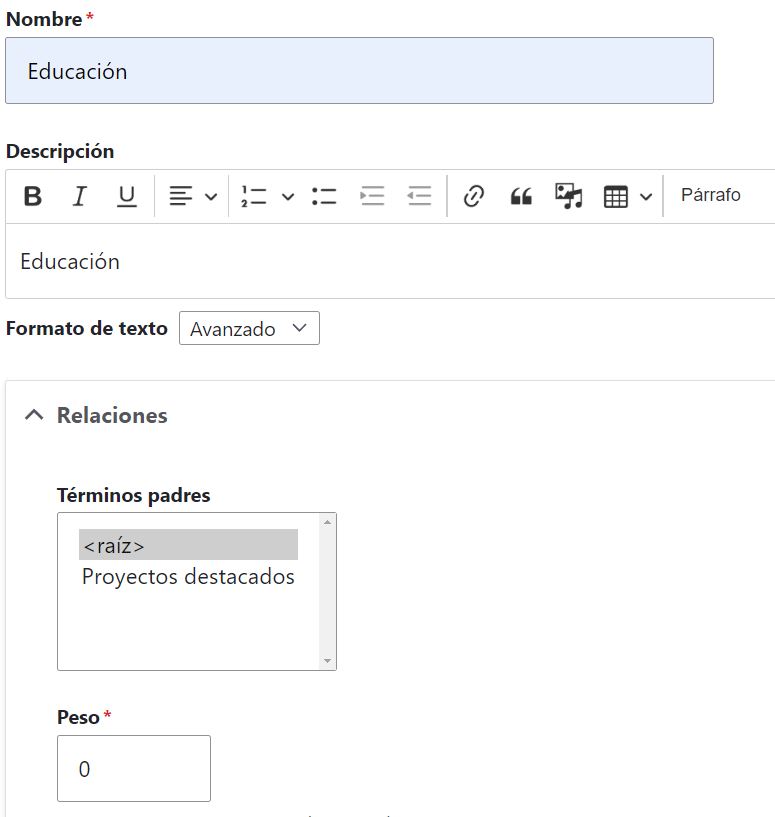 Nombre*
Educación
Descripción
B I U Párrafo
Educación
Formato de texto Avanzado
Relaciones
Términos padres
<raíz>
Proyectos destacados
Peso*
0